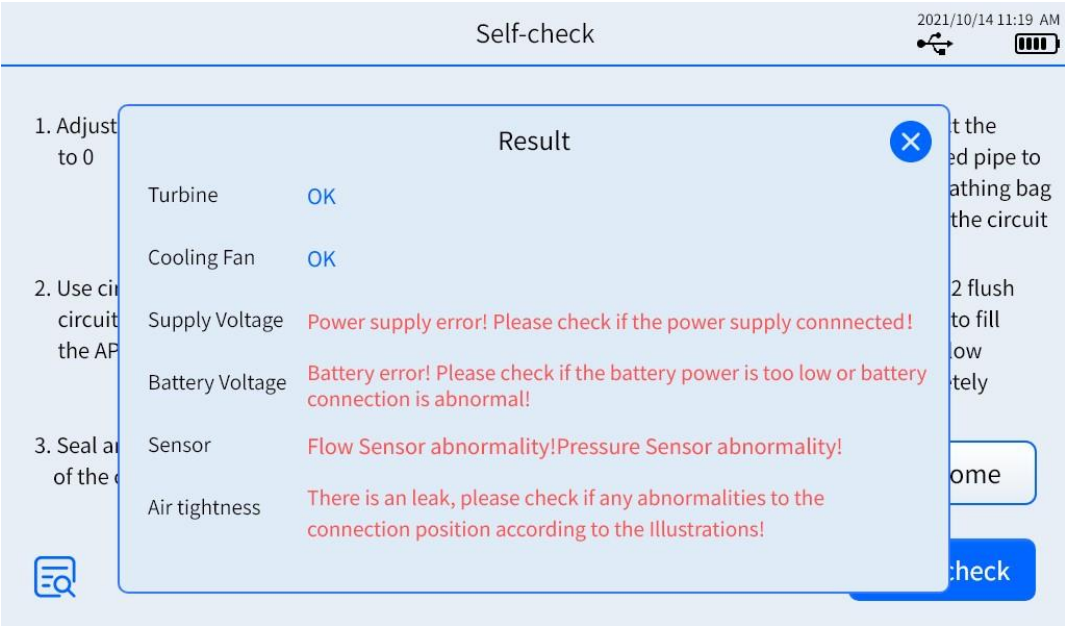 Self-check
2021/10/14 11:19 AM
1. Adjust
to 0
t the
ed pipe to
athing bag
the circuit
Result
Turbine OK
Cooling Fan OK
2. Use cir
circuit
the AP
2 flush
to fill
low
tely
Supply Voltage Power supply error! Please check if the power supply connnected!
Battery Voltage Battery error! Please check if the battery power is too low or battery
connection is abnormal!
3. Seal an
of the
Sensor Flow Sensor abnormality!Pressure Sensor abnormality!
Air tightness There is an leak, please check if any abnormalities to the
connection position according to the Illustrations!
ome
check